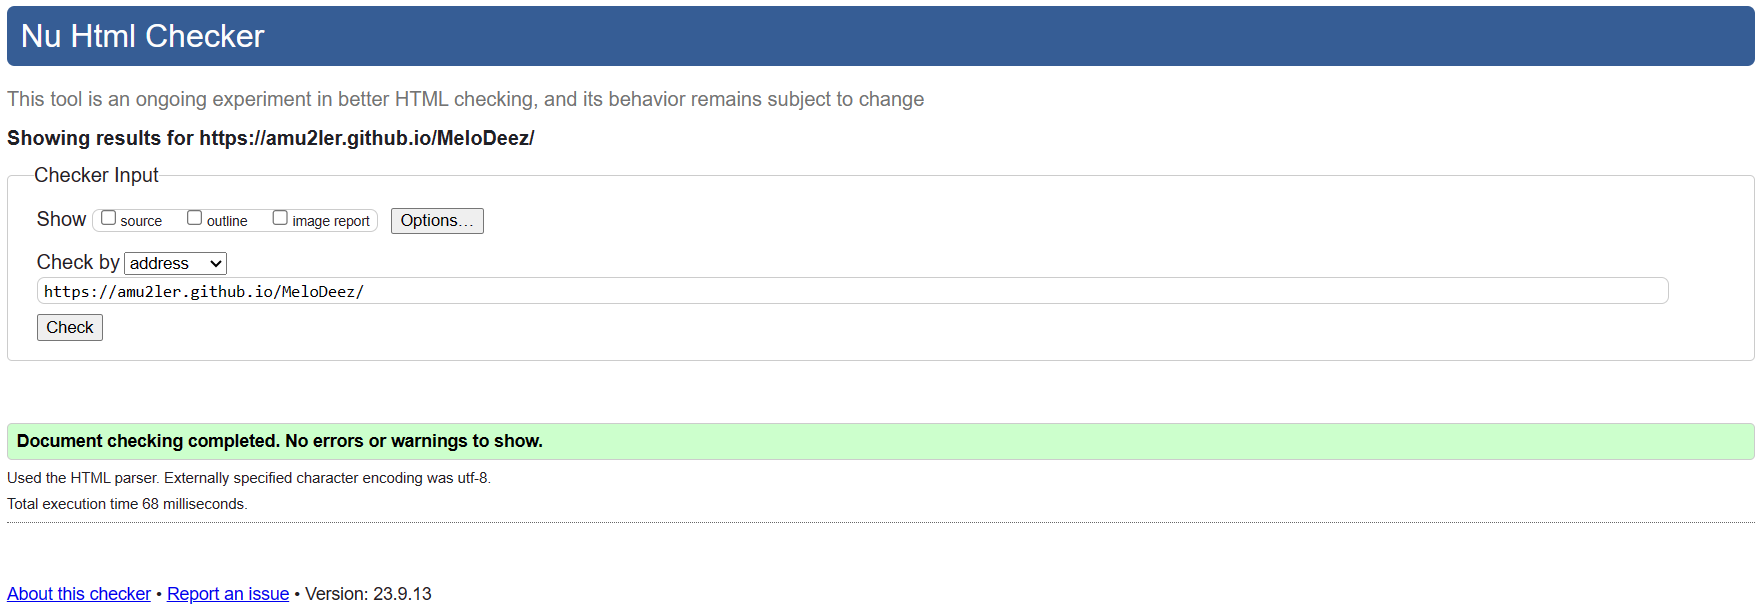 Nu Html Checker
This tool is an ongoing experiment in better HTML checking, and its behavior remains subject to change
Showing results for https://amu2ler.github.io/MeloDeez/
Checker Input
Show source outline image report Options…
Check by address
https://amu2ler.github.io/MeloDeez/
Check
Document checking completed. No errors or warnings to show.
Used the HTML parser. Externally specified character encoding was utf-8.
Total execution time 68 milliseconds.
About this checker • Report an issue • Version: 23.9.13